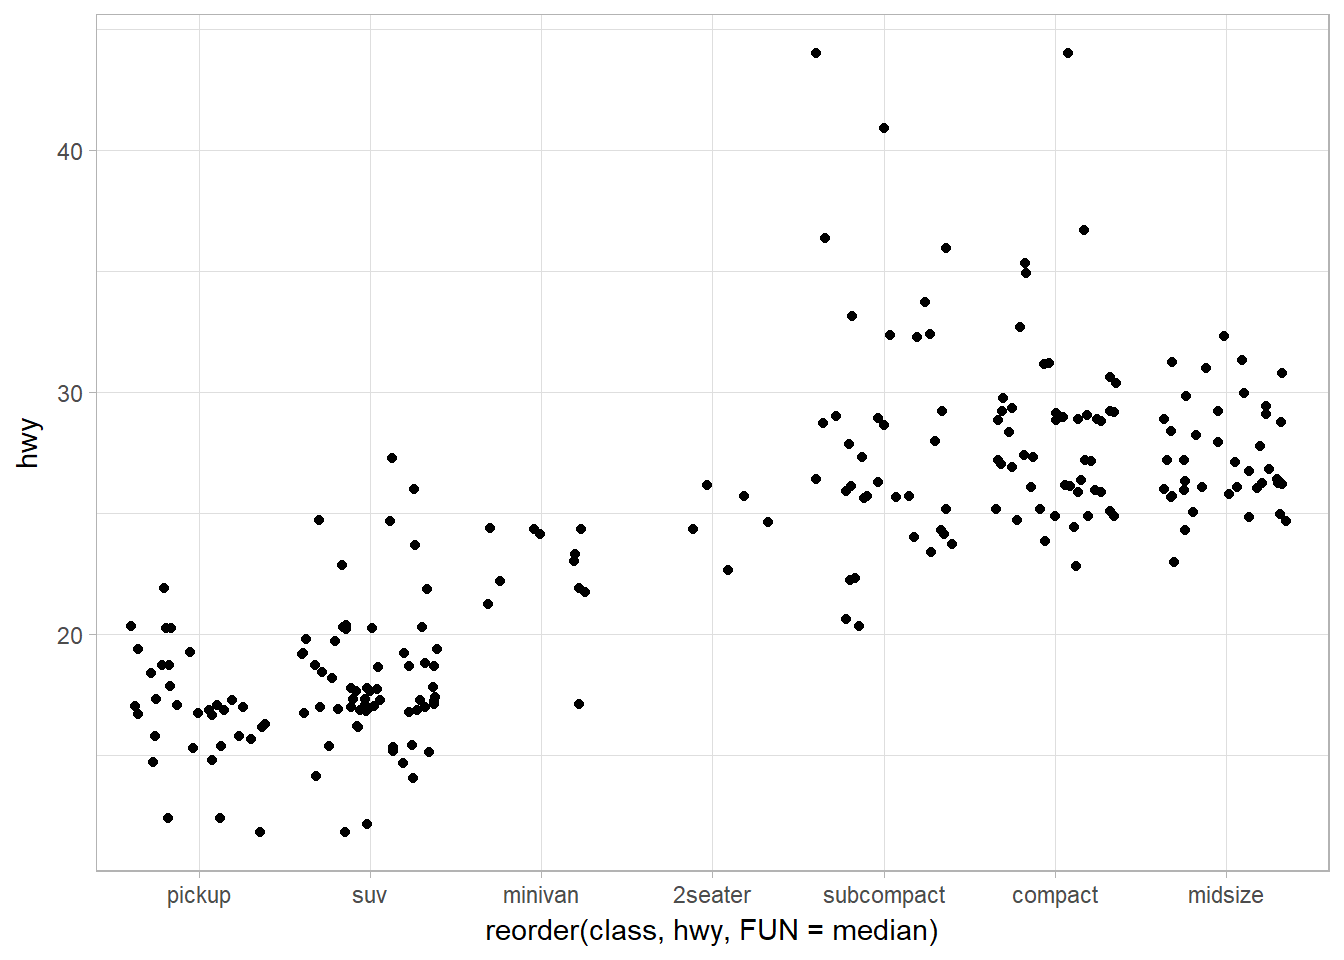 40
30
20
hwy
pickup suv minivan 2seater subcompact compact midsize
reorder(class, hwy, FUN = median)